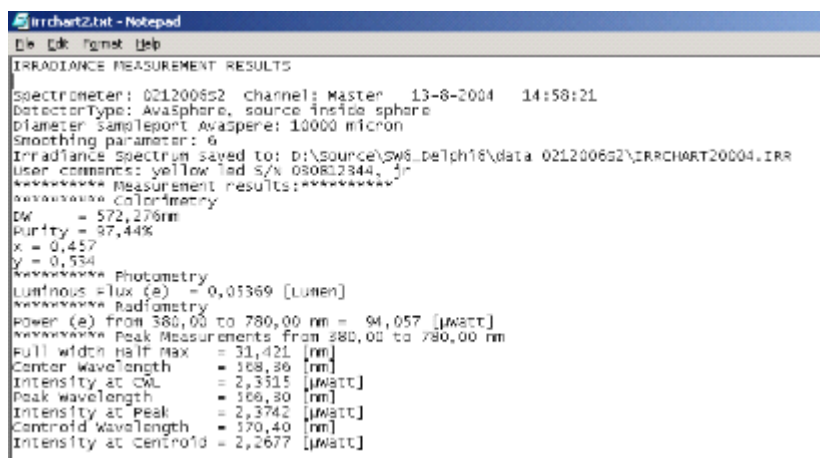 irrchart2.txt - Notepad
File Edit Format Help
IRRADIANCE MEASUREMENT RESULTS
Spectrometer: 0212006S2 Channel: Master 13-8-2004 14:58:21
DetectorType: AvaSphere, source inside sphere
Diameter sampleport AvaSpere: 10000 micron
Smoothing parameter: 6
Irradiance Spectrum saved to: D:\Source\SW6_Delphi6\data 0212006S2\IRRCHART20004.IRR
User comments: yellow led S/N 030812344, jr
********** Measurement results:**********
********** Colorimetry
DW = 572,276nm
Purity = 97,44%
x = 0,457
y = 0,534
********** Photometry
Luminous Flux (e) = 0,05369 [Lumen]
********** Radiometry
Power (e) from 380,00 to 780,00 nm = 94,057 [µWatt]
********** Peak Measurements from 380,00 to 780,00 nm
Full Width Half Max = 31,421 [nm]
Center Wavelength = 568,36 [nm]
Intensity at CWL = 2,3515 [µWatt]
Peak Wavelength = 566,30 [nm]
Intensity at Peak = 2,3742 [µWatt]
Centroid Wavelength = 570,40 [nm]
Intensity at Centroid = 2,2677 [µWatt]